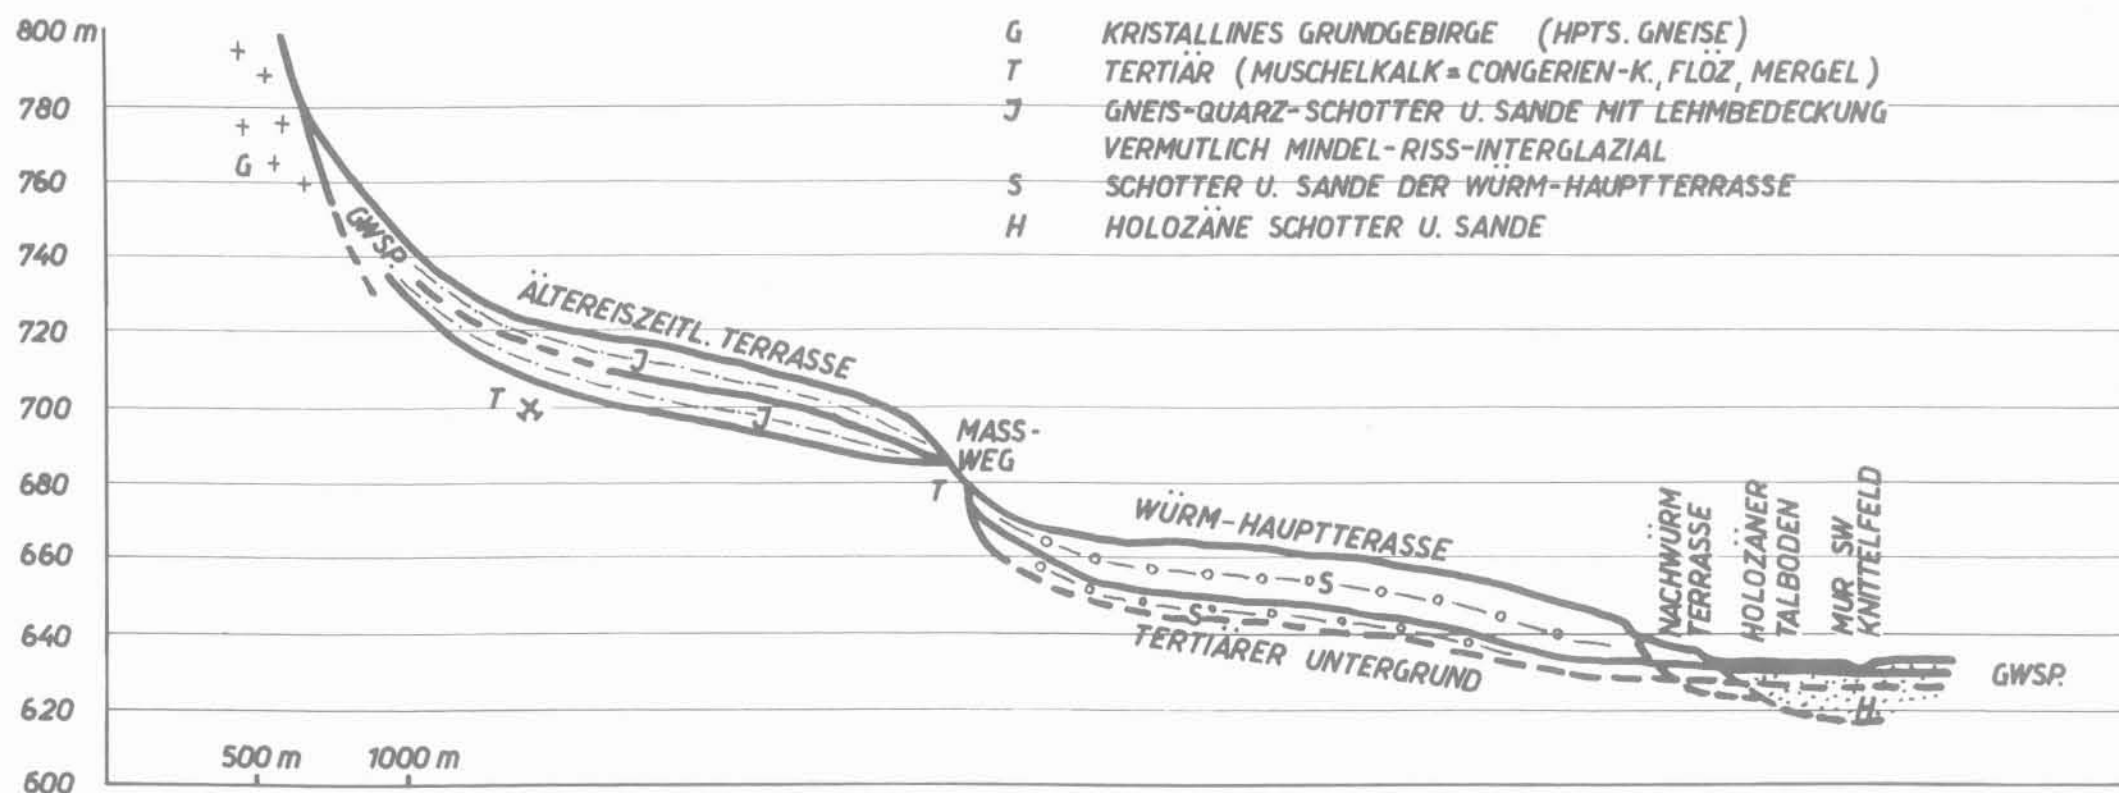 800 m
780
760
740
720
700
680
660
640
620
600
500 m
1000 m
G KRISTALLINES GRUNDGEBIRGE (HPTS. GNEISE)
T TERTIÄR (MUSCHELKALK = CONGERIEN-K., FLÖZ, MERGEL)
J GNEIS-QUARZ-SCHOTTER U. SANDE MIT LEHMBEDECKUNG
VERMUTLICH MINDEL-RISS-INTERGLAZIAL
S SCHOTTER U. SANDE DER WÜRM-HAUPTTERRASSE
H HOLOZÄNE SCHOTTER U. SANDE
G
GWSP.
ÄLTEREISZEITL. TERRASSE
J
J
T
MASS-
WEG
T
WÜRM-HAUPTTERASSE
S
S
TERTIÄRER UNTERGRUND
NACHWÜRM
TERRASSE
HOLOZÄNER
TALBODEN
MUR SW
KNITTELFELD
GWSP.
H